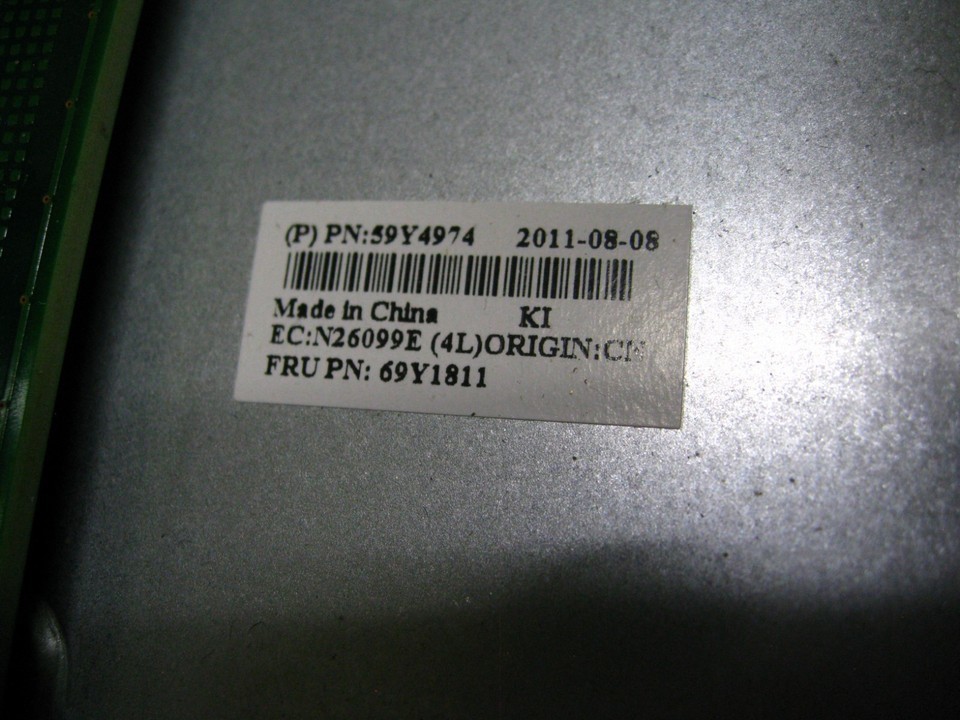 (P) PN:59Y4974 2011-08-08
Made in China KI
EC:N26099E (4L)ORIGIN:CN
FRU PN: 69Y1811